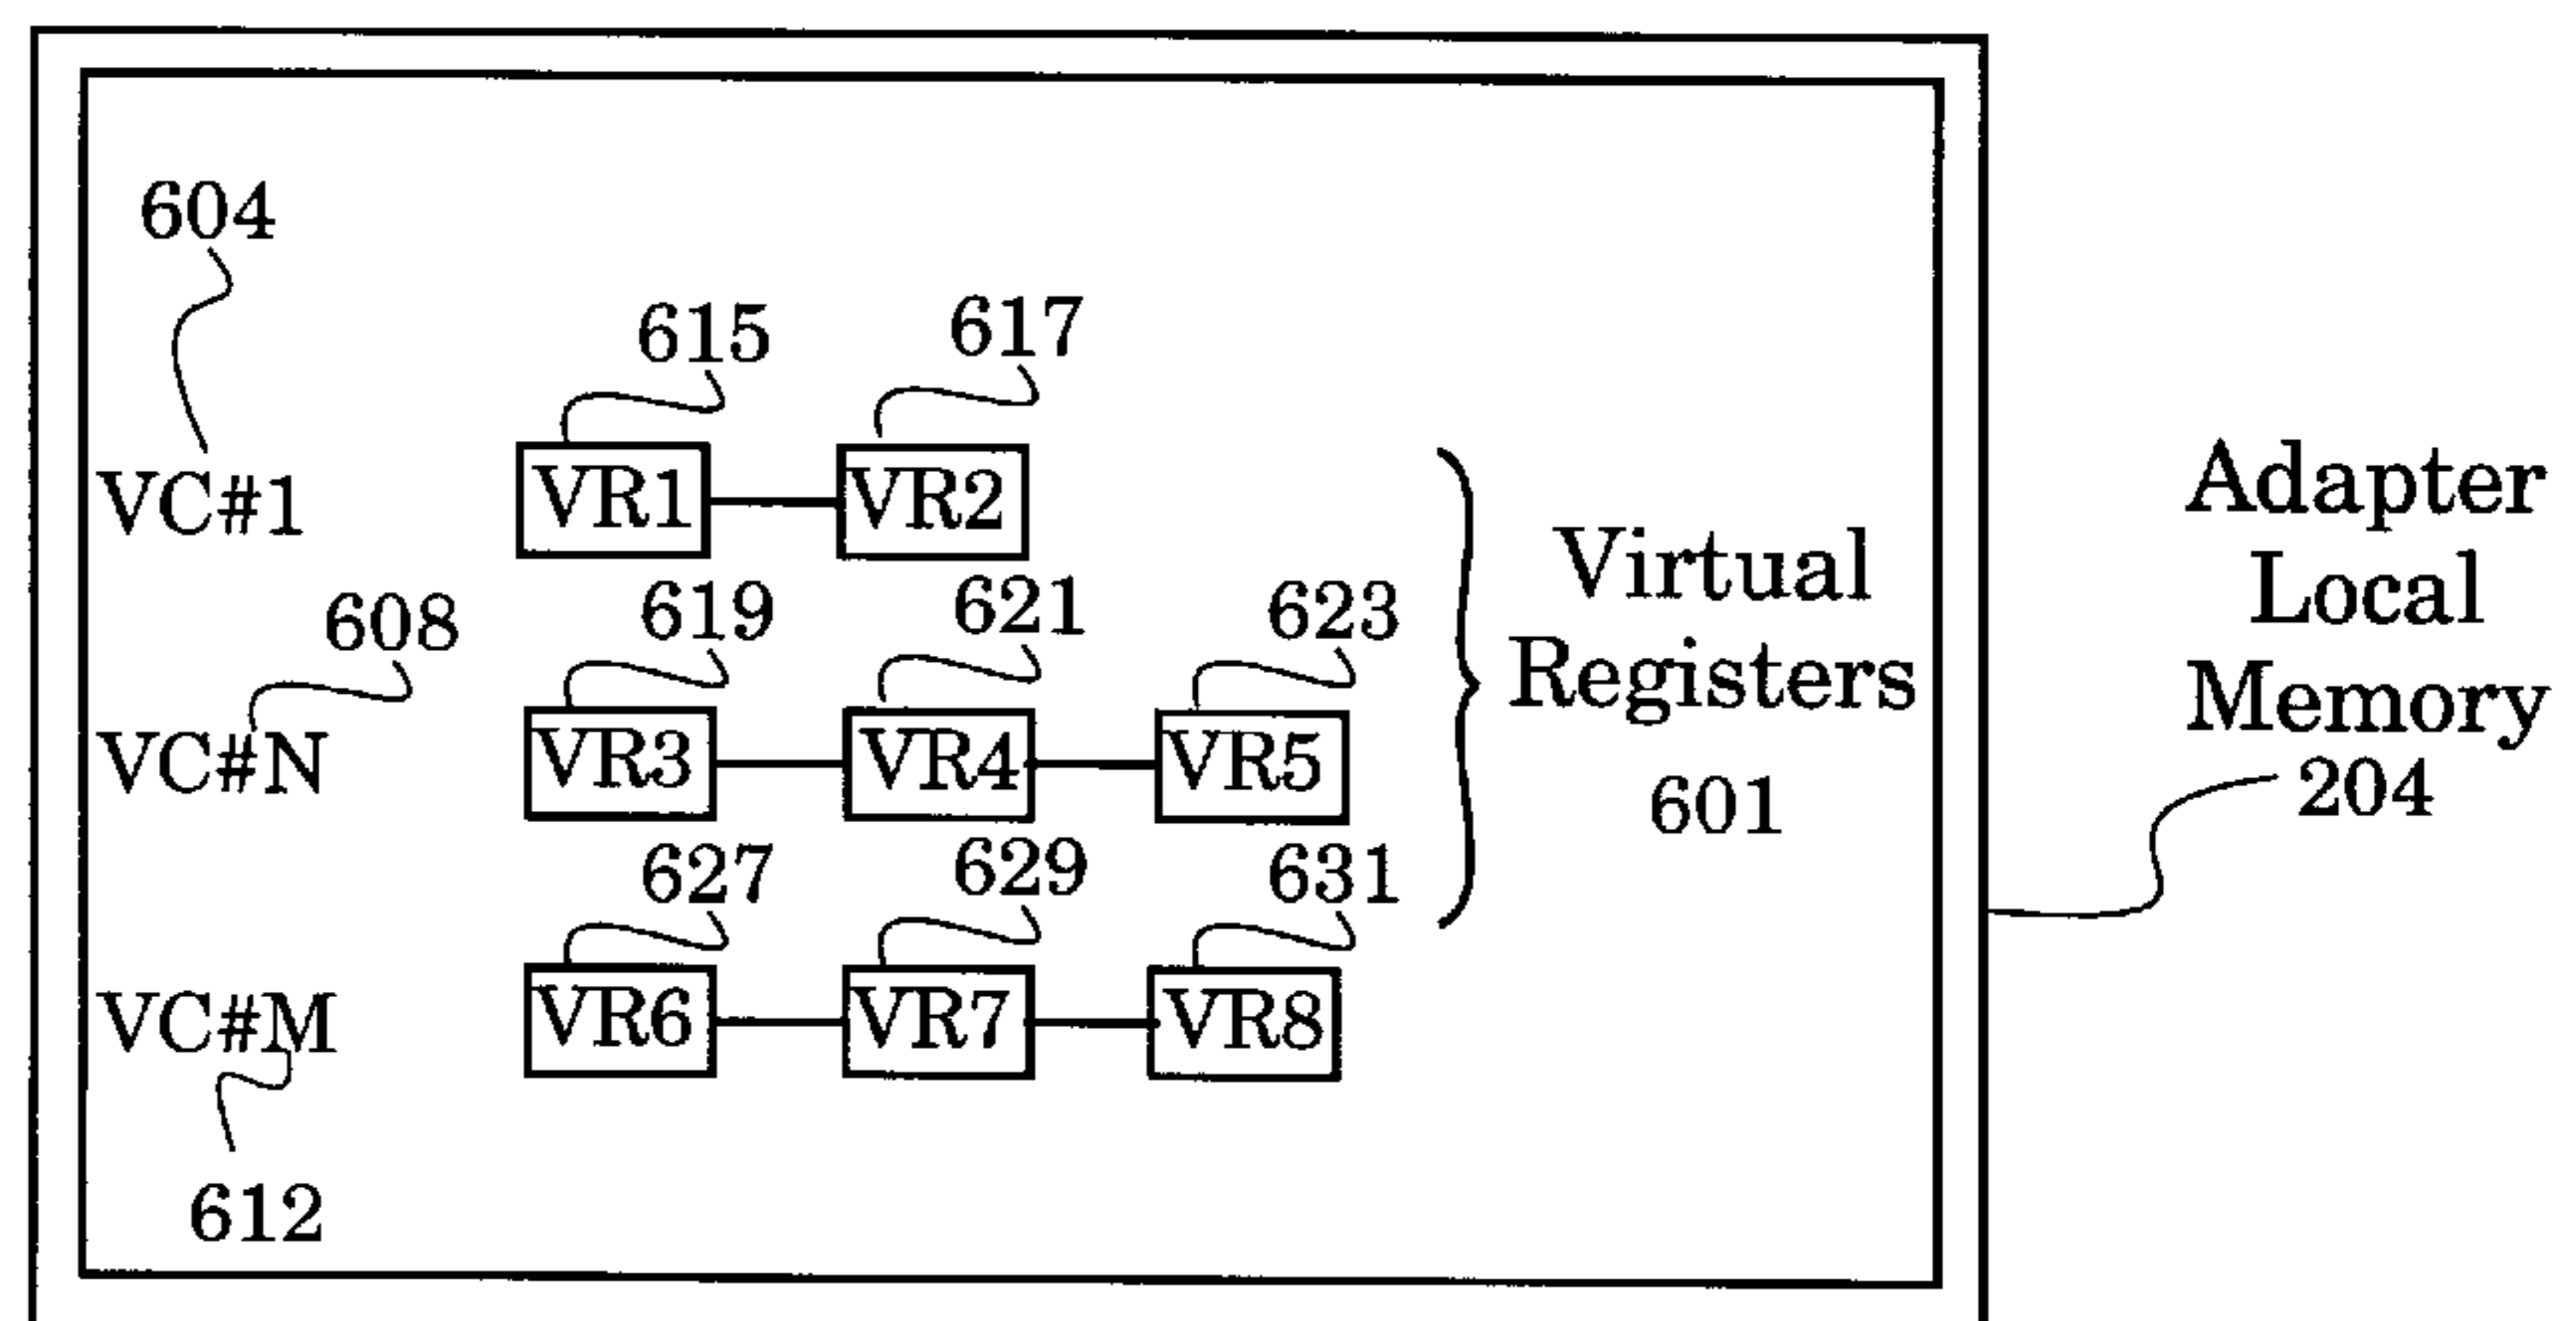 604
615 617
VC#1 VR1 VR2
608 619 621 623
VC#N VR3 VR4 VR5
627 629 631
VC#M VR6 VR7 VR8
612
Virtual
Registers
601
Adapter
Local
Memory
204